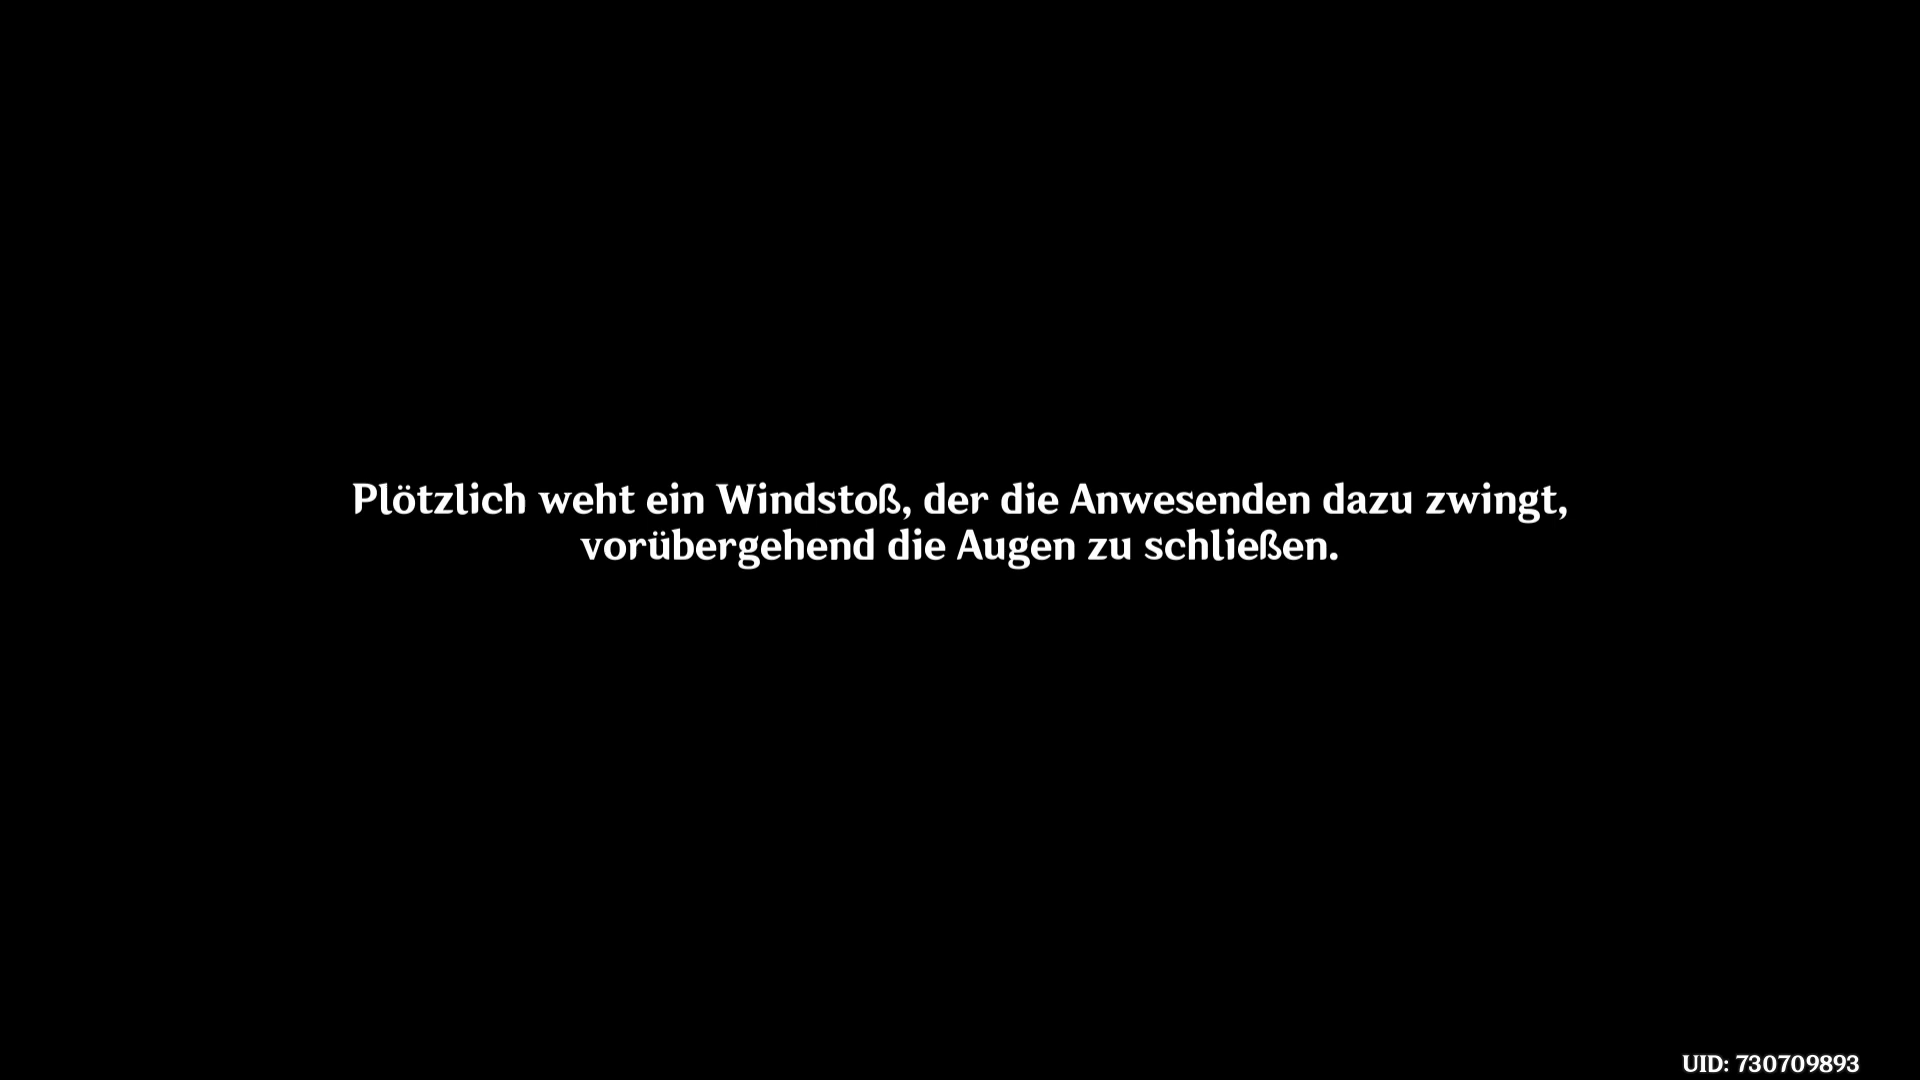 Plötzlich weht ein Windstoß, der die Anwesenden dazu zwingt,
vorübergehend die Augen zu schließen.
UID: 730709893